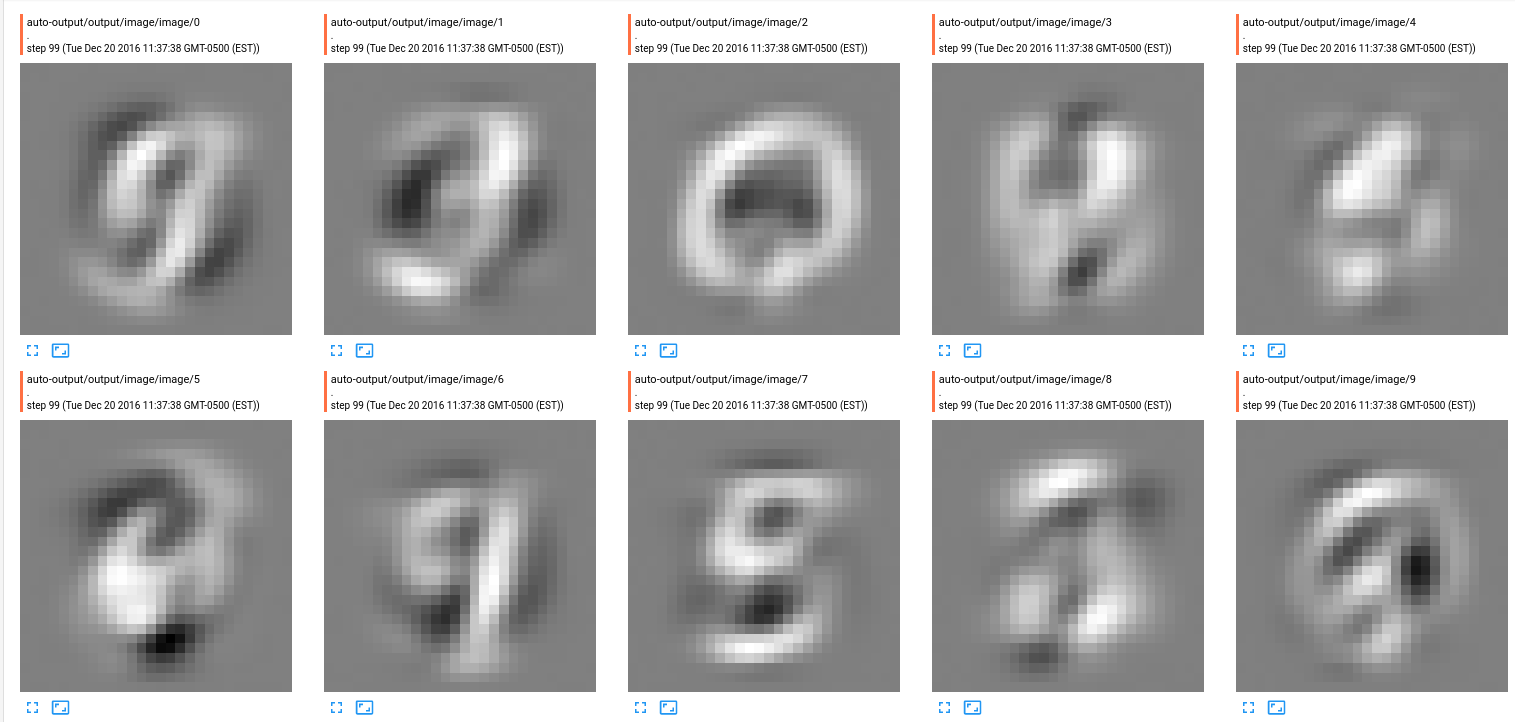 auto-output/output/image/image/0
.
step 99 (Tue Dec 20 2016 11:37:38 GMT-0500 (EST))
auto-output/output/image/image/1
.
step 99 (Tue Dec 20 2016 11:37:38 GMT-0500 (EST))
auto-output/output/image/image/2
.
step 99 (Tue Dec 20 2016 11:37:38 GMT-0500 (EST))
auto-output/output/image/image/3
.
step 99 (Tue Dec 20 2016 11:37:38 GMT-0500 (EST))
auto-output/output/image/image/4
.
step 99 (Tue Dec 20 2016 11:37:38 GMT-0500 (EST))
auto-output/output/image/image/5
.
step 99 (Tue Dec 20 2016 11:37:38 GMT-0500 (EST))
auto-output/output/image/image/6
.
step 99 (Tue Dec 20 2016 11:37:38 GMT-0500 (EST))
auto-output/output/image/image/7
.
step 99 (Tue Dec 20 2016 11:37:38 GMT-0500 (EST))
auto-output/output/image/image/8
.
step 99 (Tue Dec 20 2016 11:37:38 GMT-0500 (EST))
auto-output/output/image/image/9
.
step 99 (Tue Dec 20 2016 11:37:38 GMT-0500 (EST))